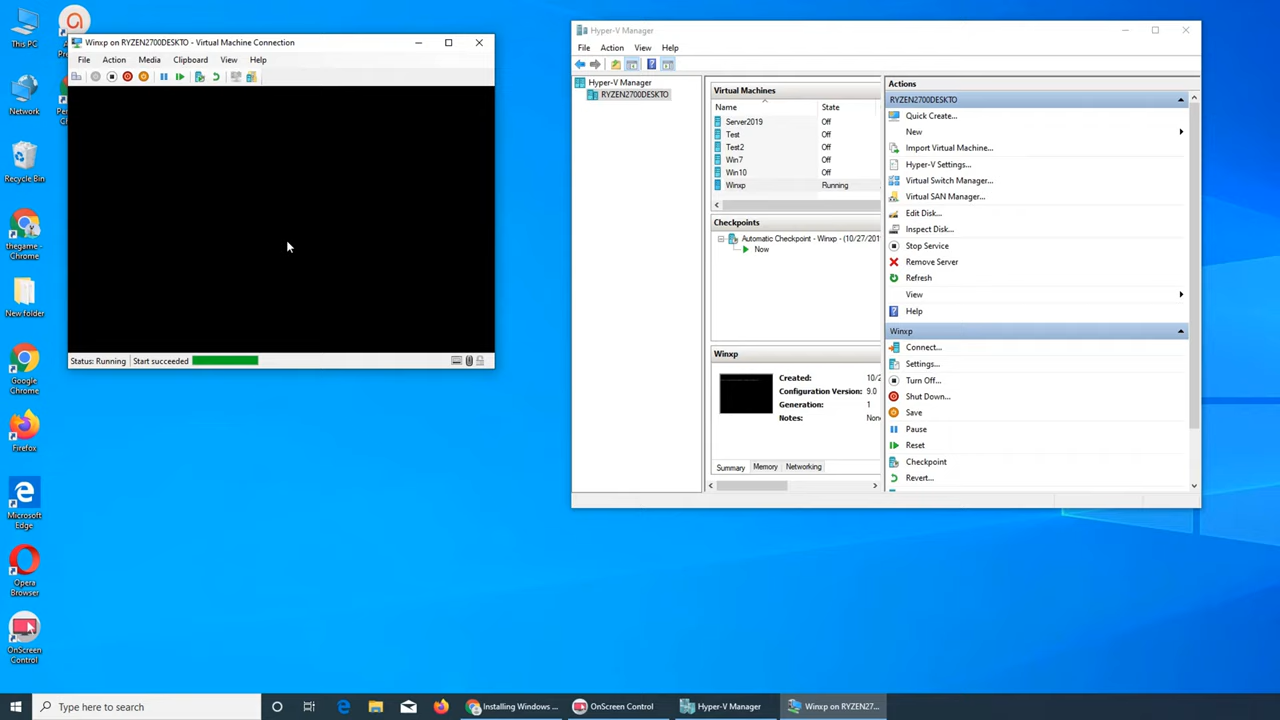 This PC
Network
Recycle Bin
thegame -
Chrome
New folder
Google
Chrome
Firefox
Microsoft
Edge
Opera
Browser
OnScreen
Control
Winxp on RYZEN2700DESKTO - Virtual Machine Connection
File Action Media Clipboard View Help
Status: Running Start succeeded
Hyper-V Manager
File Action View Help
Hyper-V Manager
RYZEN2700DESKTO
Virtual Machines
Name State
Server2019 Off
Test Off
Test2 Off
Win7 Off
Win10 Off
Winxp Running
Checkpoints
Automatic Checkpoint - Winxp - (10/27/201
Now
Winxp
Created: 10/2
Configuration Version: 9.0
Generation: 1
Notes: Non
Summary Memory Networking
Actions
RYZEN2700DESKTO
Quick Create...
New
Import Virtual Machine...
Hyper-V Settings...
Virtual Switch Manager...
Virtual SAN Manager...
Edit Disk...
Inspect Disk...
Stop Service
Remove Server
Refresh
View
Help
Winxp
Connect...
Settings...
Turn Off...
Shut Down...
Save
Pause
Reset
Checkpoint
Revert...
Type here to search
Installing Windows ...
OnScreen Control
Hyper-V Manager
Winxp on RYZEN27...